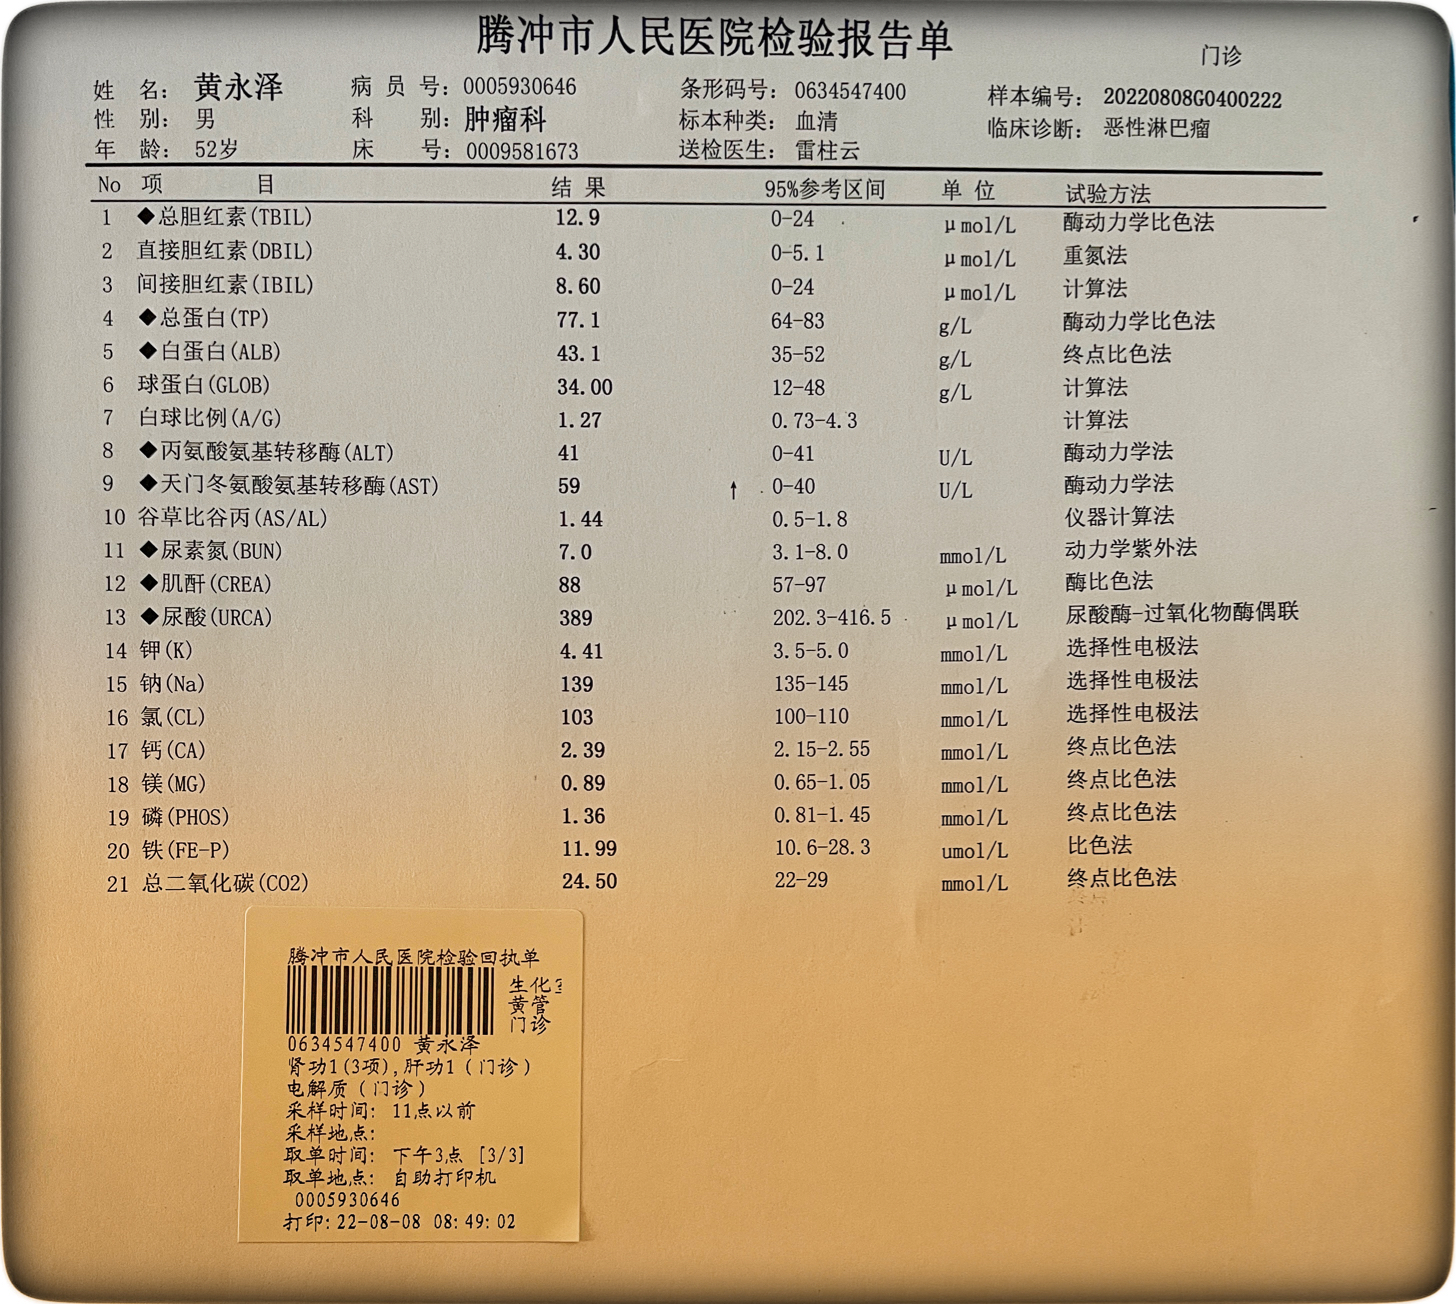 腾冲市人民医院检验报告单
门诊
姓 名: 黄永泽 病 员 号: 0005930646 条形码号: 0634547400 样本编号: 20220808G0400222
性 别: 男 科 别: 肿瘤科 标本种类: 血清 临床诊断: 恶性淋巴瘤
年 龄: 52岁 床 号: 0009581673 送检医生: 雷柱云
No 项 目 结 果 95%参考区间 单 位 试验方法
1 ◆总胆红素(TBIL) 12.9 0-24 μmol/L 酶动力学比色法
2 直接胆红素(DBIL) 4.30 0-5.1 μmol/L 重氮法
3 间接胆红素(IBIL) 8.60 0-24 μmol/L 计算法
4 ◆总蛋白(TP) 77.1 64-83 g/L 酶动力学比色法
5 ◆白蛋白(ALB) 43.1 35-52 g/L 终点比色法
6 球蛋白(GLOB) 34.00 12-48 g/L 计算法
7 白球比例(A/G) 1.27 0.73-4.3 计算法
8 ◆丙氨酸氨基转移酶(ALT) 41 0-41 U/L 酶动力学法
9 ◆天门冬氨酸氨基转移酶(AST) 59 ↑ 0-40 U/L 酶动力学法
10 谷草比谷丙(AS/AL) 1.44 0.5-1.8 仪器计算法
11 ◆尿素氮(BUN) 7.0 3.1-8.0 mmol/L 动力学紫外法
12 ◆肌酐(CREA) 88 57-97 μmol/L 酶比色法
13 ◆尿酸(URCA) 389 202.3-416.5 μmol/L 尿酸酶-过氧化物酶偶联
14 钾(K) 4.41 3.5-5.0 mmol/L 选择性电极法
15 钠(Na) 139 135-145 mmol/L 选择性电极法
16 氯(CL) 103 100-110 mmol/L 选择性电极法
17 钙(CA) 2.39 2.15-2.55 mmol/L 终点比色法
18 镁(MG) 0.89 0.65-1.05 mmol/L 终点比色法
19 磷(PHOS) 1.36 0.81-1.45 mmol/L 终点比色法
20 铁(FE-P) 11.99 10.6-28.3 umol/L 比色法
21 总二氧化碳(CO2) 24.50 22-29 mmol/L 终点比色法
腾冲市人民医院检验回执单
生化
黄管
门诊
0634547400 黄永泽
肾功1(3项),肝功1(门诊)
电解质(门诊)
采样时间: 11点以前
采样地点:
取单时间: 下午3点 [3/3]
取单地点: 自助打印机
0005930646
打印:22-08-08 08:49:02